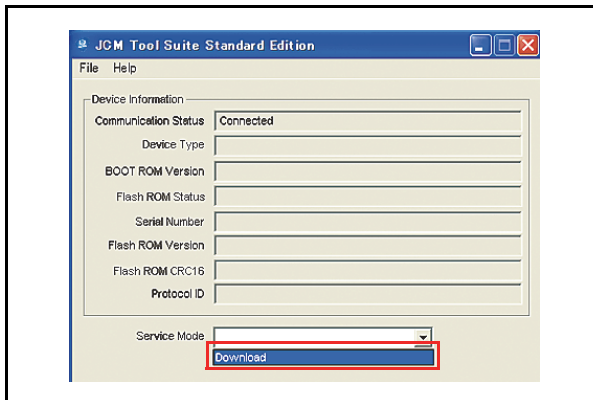 JCM Tool Suite Standard Edition
File Help
Device Information
Communication Status Connected
Device Type
BOOT ROM Version
Flash ROM Status
Serial Number
Flash ROM Version
Flash ROM CRC16
Protocol ID
Service Mode
Download